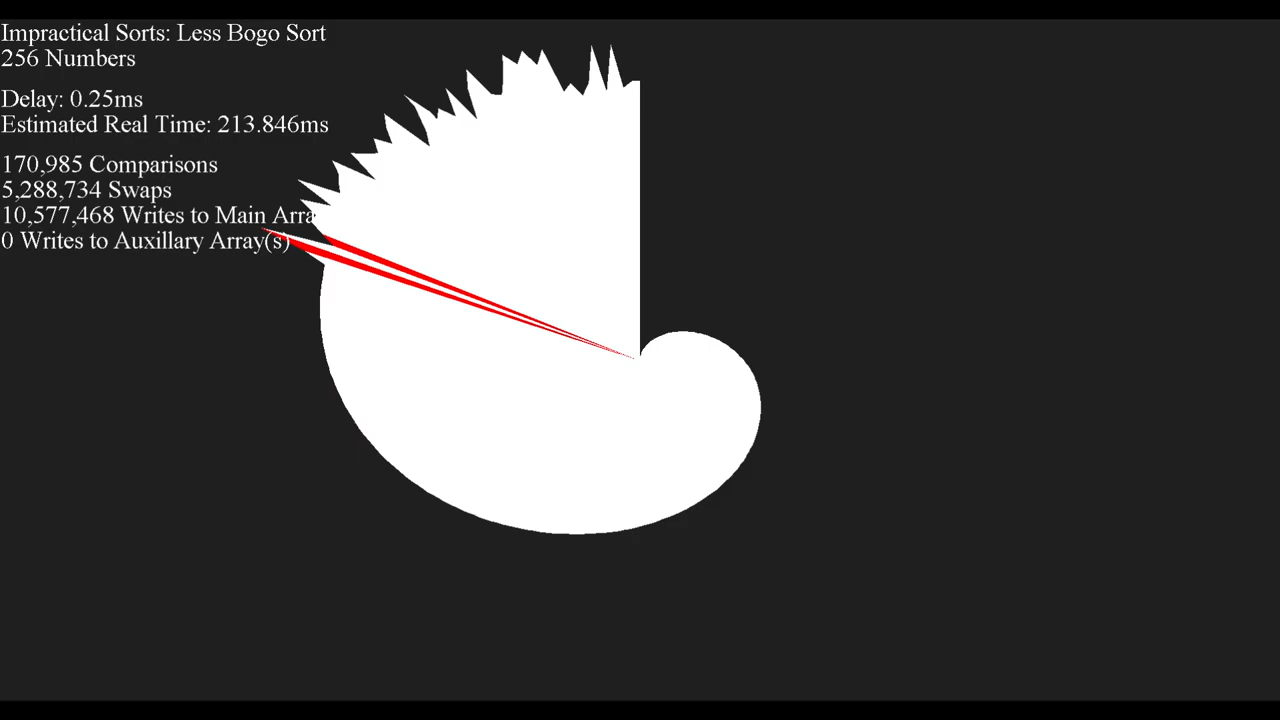 Impractical Sorts: Less Bogo Sort
256 Numbers
Delay: 0.25ms
Estimated Real Time: 213.846ms
170,985 Comparisons
5,288,734 Swaps
10,577,468 Writes to Main Arra
0 Writes to Auxillary Array(s)